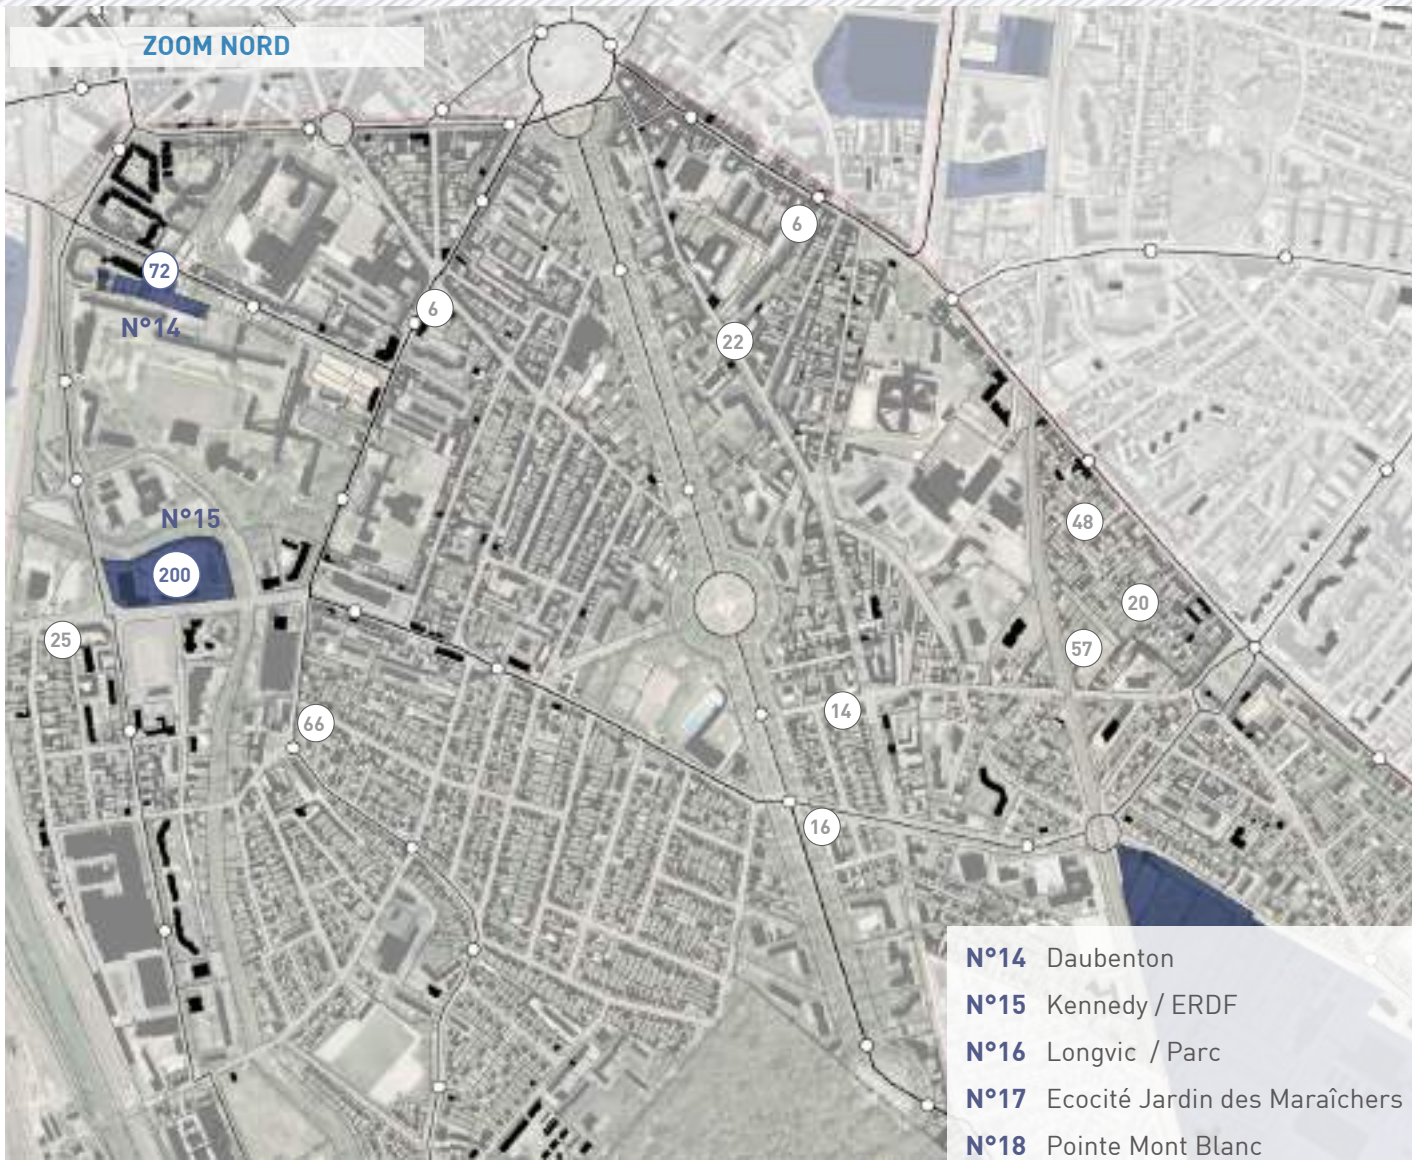 ZOOM NORD
6
72
6
N°14
22
N°15
48
200
20
25
57
14
66
16
N°14 Daubenton
N°15 Kennedy / ERDF
N°16 Longvic / Parc
N°17 Ecocité Jardin des Maraîchers
N°18 Pointe Mont Blanc